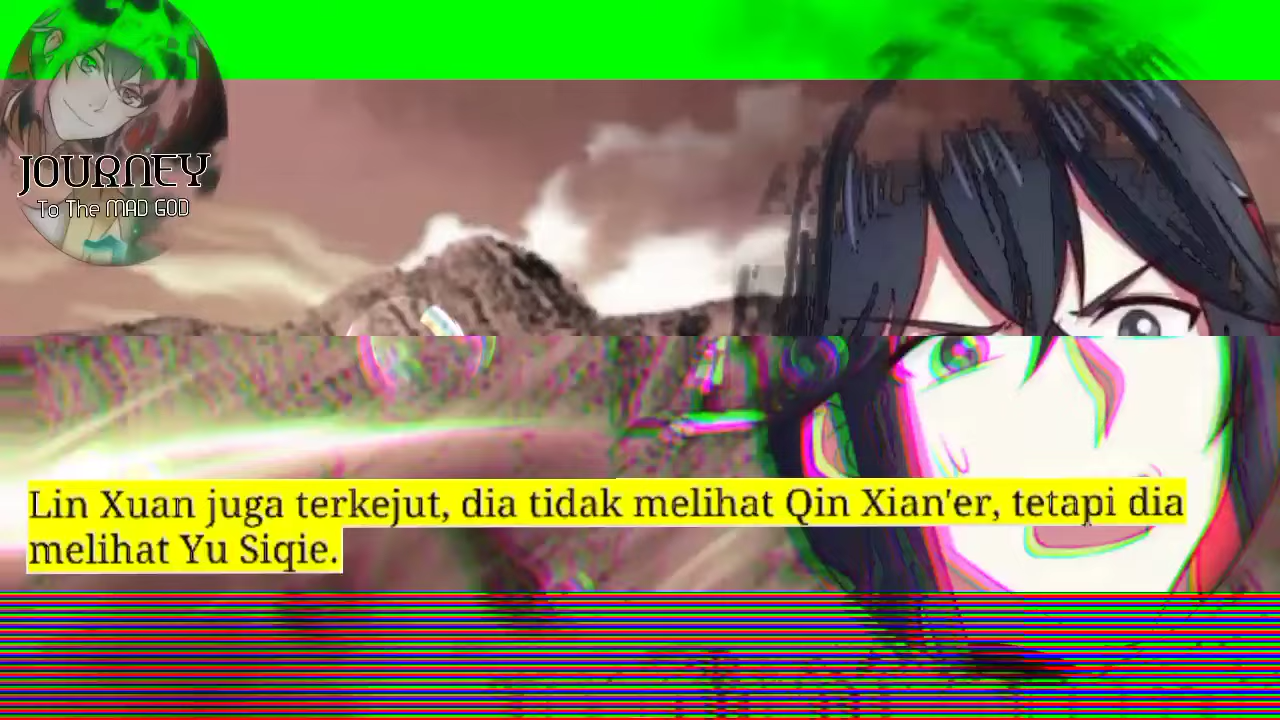 JOURNEY
To The MAD GOD
Lin Xuan juga terkejut, dia tidak melihat Qin Xian'er, tetapi dia
melihat Yu Siqie.